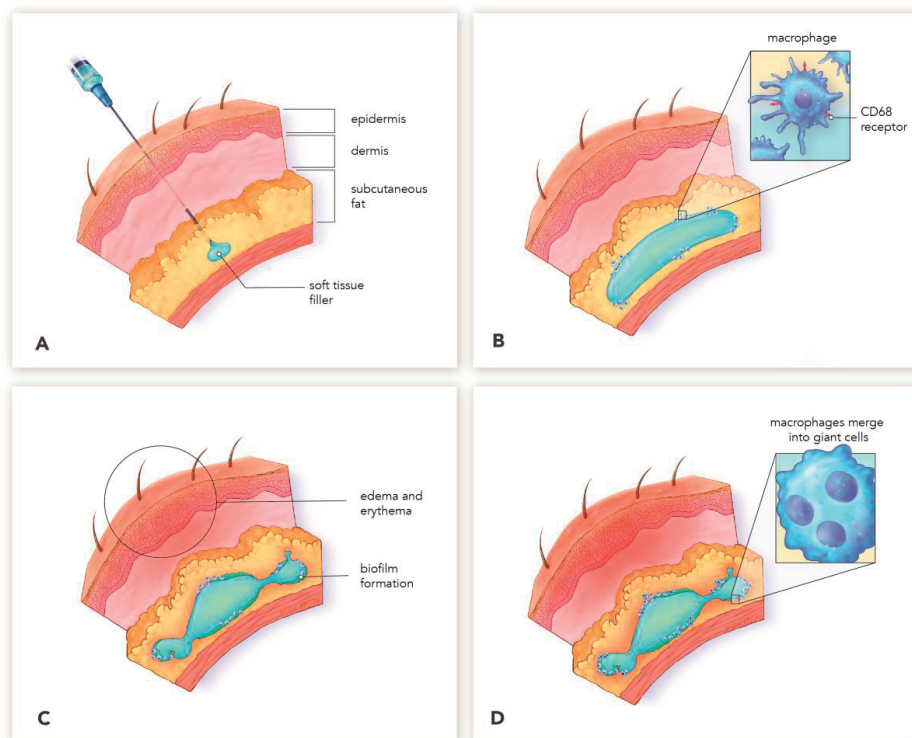 epidermis
dermis
subcutaneous
fat
soft tissue
filler
A
macrophage
CD68
receptor
B
edema and
erythema
biofilm
formation
C
macrophages merge
into giant cells
D